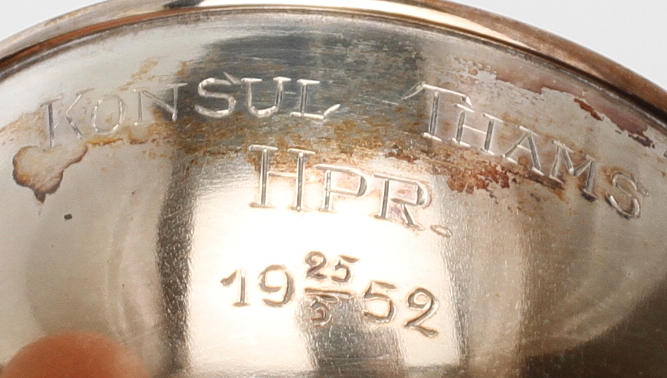 KONSUL THAMS
HPR.
19 25/5 52